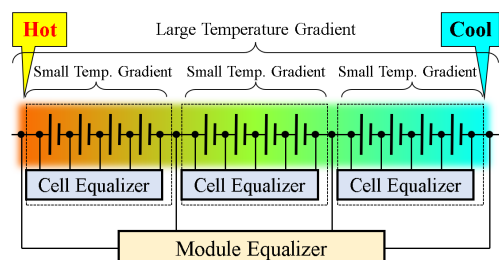 Hot
Large Temperature Gradient
Cool
Small Temp. Gradient
Small Temp. Gradient
Small Temp. Gradient
Cell Equalizer
Cell Equalizer
Cell Equalizer
Module Equalizer